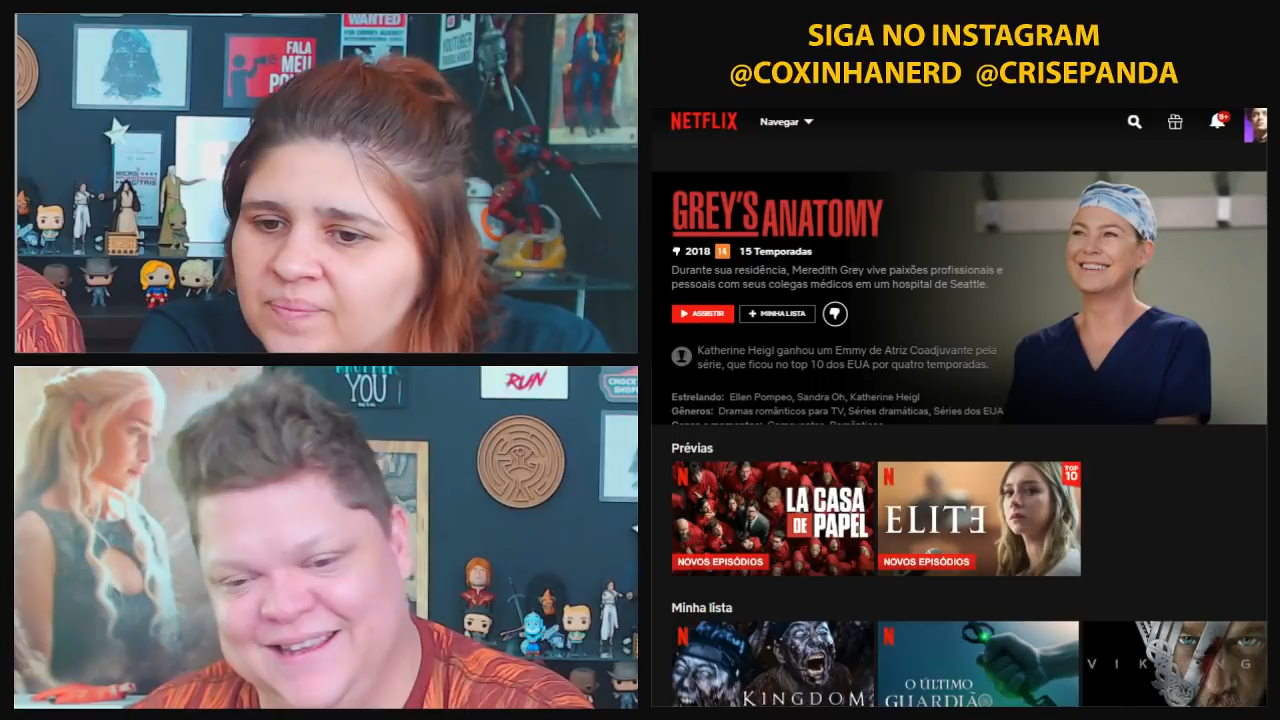 WANTED
FALA
MEU
YOUTUBER
YOU
RUN
SIGA NO INSTAGRAM
@COXINHANERD @CRISEPANDA
NETFLIX
Navegar
9+
GREY'S ANATOMY
2018 14 15 Temporadas
Durante sua residência, Meredith Grey vive paixões profissionais e
pessoais com seus colegas médicos em um hospital de Seattle.
ASSISTIR
+ MINHA LISTA
Katherine Heigl ganhou um Emmy de Atriz Coadjuvante pela
série, que ficou no top 10 dos EUA por quatro temporadas.
Estrelando: Ellen Pompeo, Sandra Oh, Katherine Heigl
Gêneros: Dramas românticos para TV, Séries dramáticas, Séries dos EUA
Prévias
N
LA CASA
DE PAPEL
NOVOS EPISÓDIOS
N
TOP
10
ELITE
NOVOS EPISÓDIOS
Minha lista
N
KINGDOM
N
O ÚLTIMO
GUARDIÃO
VIKINGS